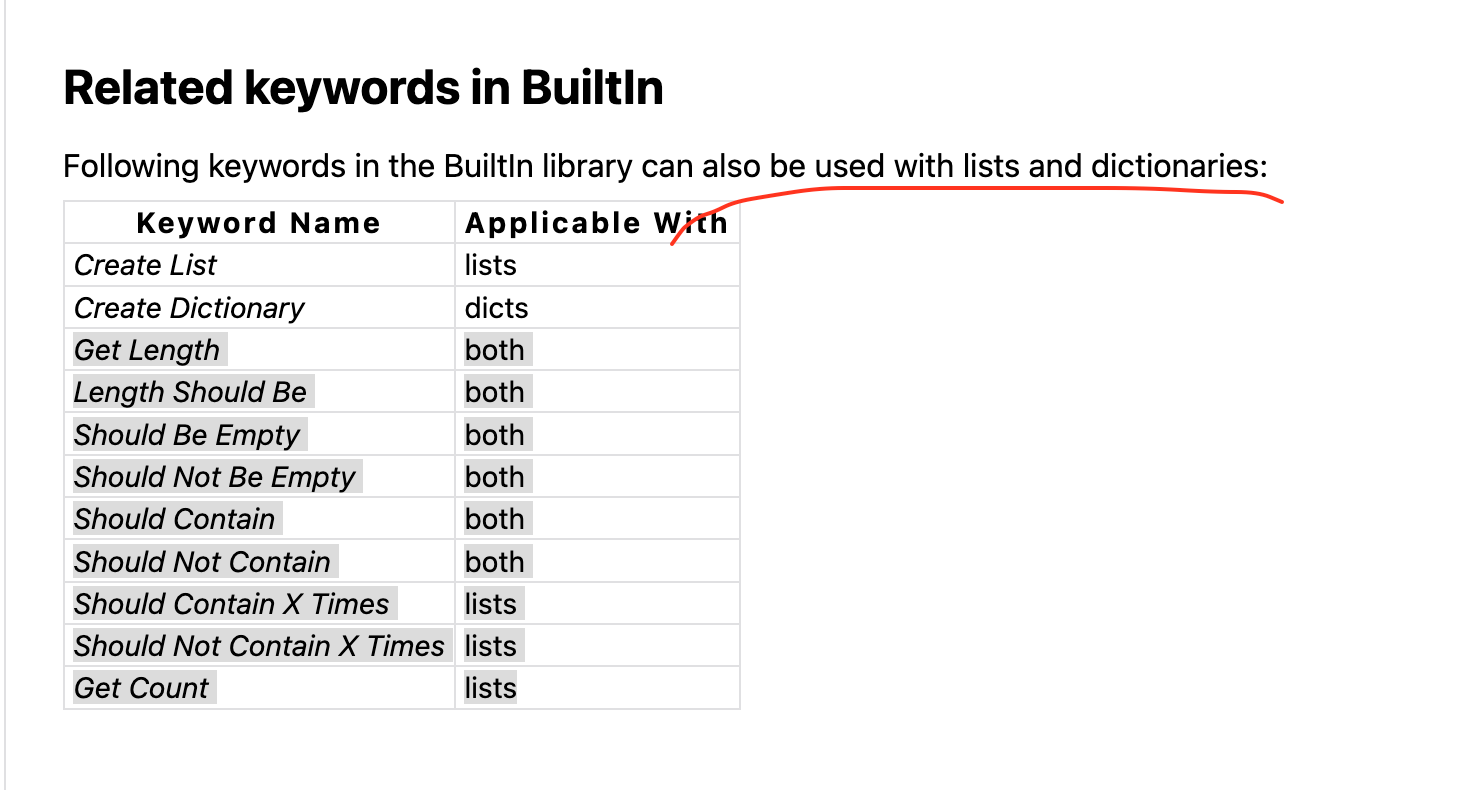 Related keywords in BuiltIn
Following keywords in the BuiltIn library can also be used with lists and dictionaries:
Keyword Name Applicable With
Create List lists
Create Dictionary dicts
Get Length both
Length Should Be both
Should Be Empty both
Should Not Be Empty both
Should Contain both
Should Not Contain both
Should Contain X Times lists
Should Not Contain X Times lists
Get Count lists